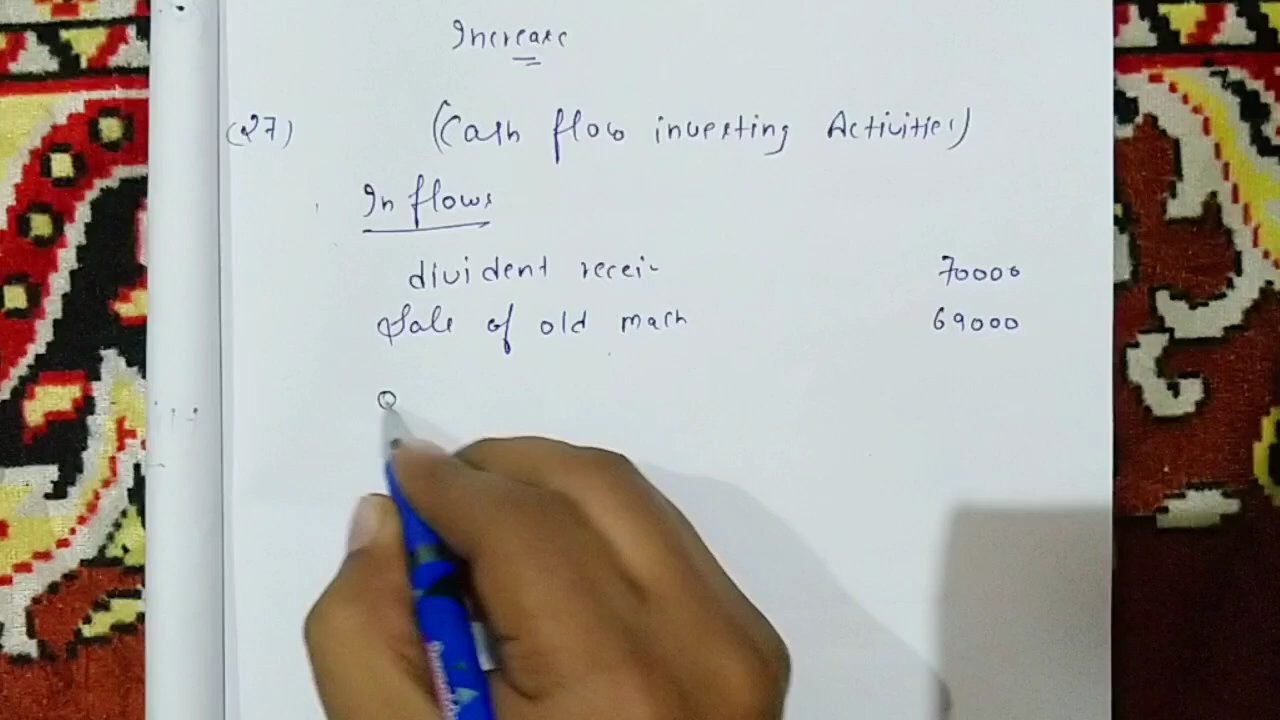 Increase
(27) (Cash flow investing Activities)
In flows
divident recei 70000
Sale of old mach 69000
O